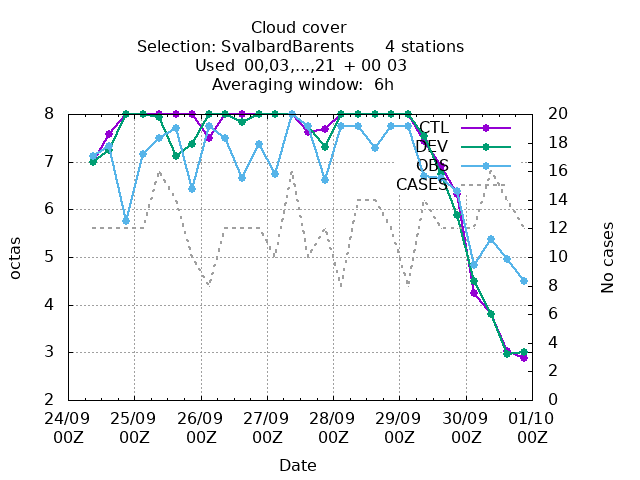 Cloud cover
Selection: SvalbardBarents 4 stations
Used 00,03,...,21 + 00 03
Averaging window: 6h
8
7
6
5
4
3
2
20
18
16
14
12
10
8
6
4
2
0
octas
No cases
CTL
DEV
OBS
CASES
24/09 25/09 26/09 27/09 28/09 29/09 30/09 01/10
00Z 00Z 00Z 00Z 00Z 00Z 00Z 00Z
Date